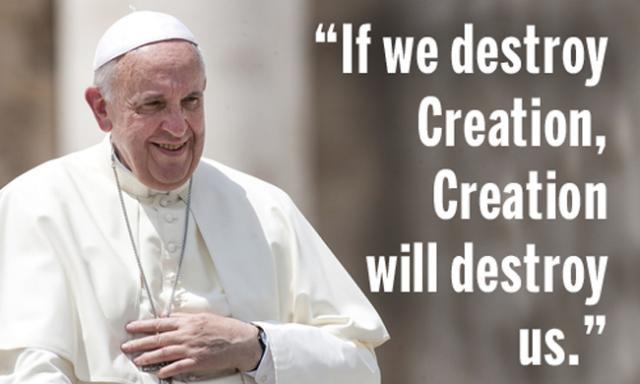 “If we destroy
Creation,
Creation
will destroy
us.”